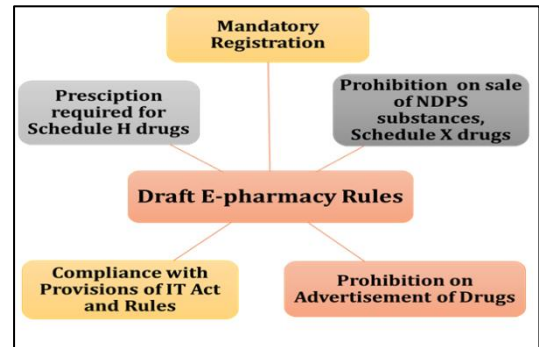 Mandatory
Registration
Presciption
required for
Schedule H drugs
Prohibition on sale
of NDPS
substances,
Schedule X drugs
Draft E-pharmacy Rules
Compliance with
Provisions of IT Act
and Rules
Prohibition on
Advertisement of Drugs